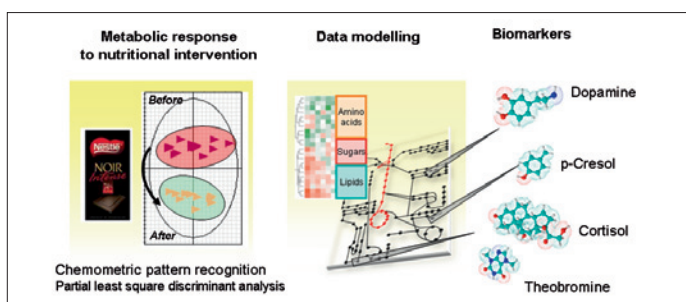 Metabolic response
to nutritional intervention
Before
Nestlé
NOIR
Intense
After
Chemometric pattern recognition
Partial least square discriminant analysis
Data modelling
Amino
acids
Sugars
Lipids
Biomarkers
Dopamine
p-Cresol
Cortisol
Theobromine